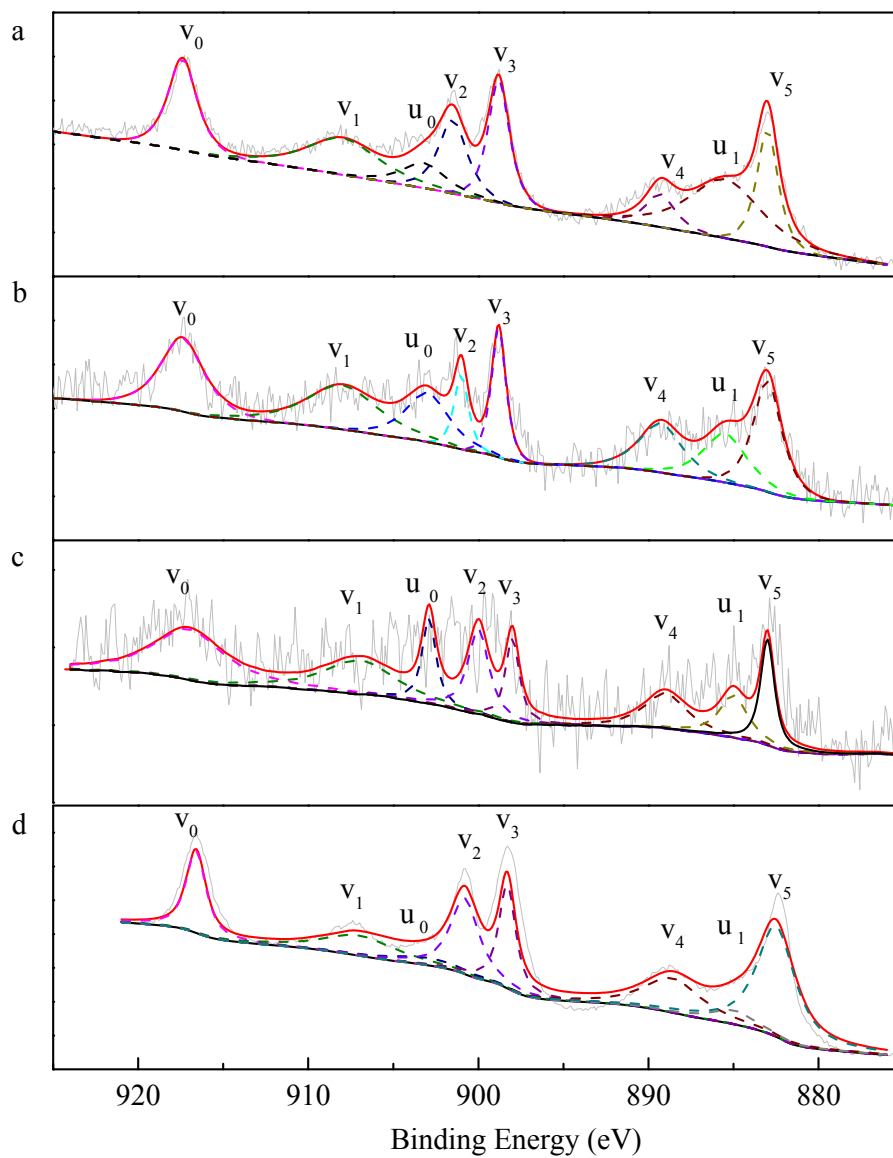 a
v₀
v₁
u₀
v₂
v₃
v₄
u₁
v₅
b
v₀
v₁
u₀
v₂
v₃
v₄
u₁
v₅
c
v₀
v₁
u₀
v₂
v₃
v₄
u₁
v₅
d
v₀
v₁
u₀
v₂
v₃
v₄
u₁
v₅
920 910 900 890 880
Binding Energy (eV)